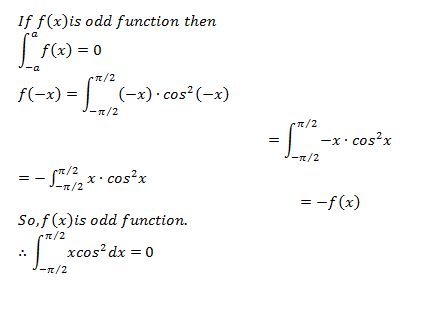 If f(x)is odd function then
∫_{-a}^{a} f(x) = 0
f(−x) = ∫_{−π/2}^{π/2} (−x) · cos²(−x)
= ∫_{−π/2}^{π/2} −x · cos²x
= − ∫_{−π/2}^{π/2} x · cos²x
= −f(x)
So,f(x)is odd function.
∴ ∫_{−π/2}^{π/2} xcos² dx = 0